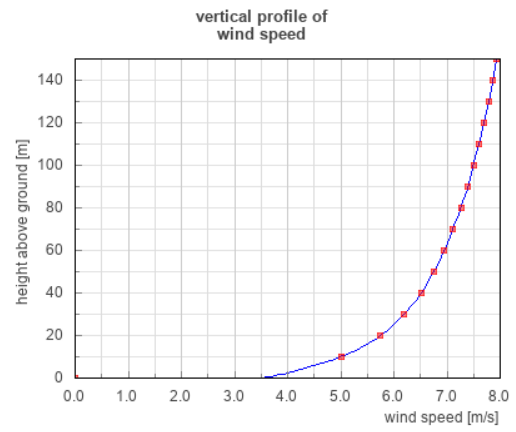 vertical profile of
wind speed
height above ground [m]
140
120
100
80
60
40
20
0
0.0 1.0 2.0 3.0 4.0 5.0 6.0 7.0 8.0
wind speed [m/s]